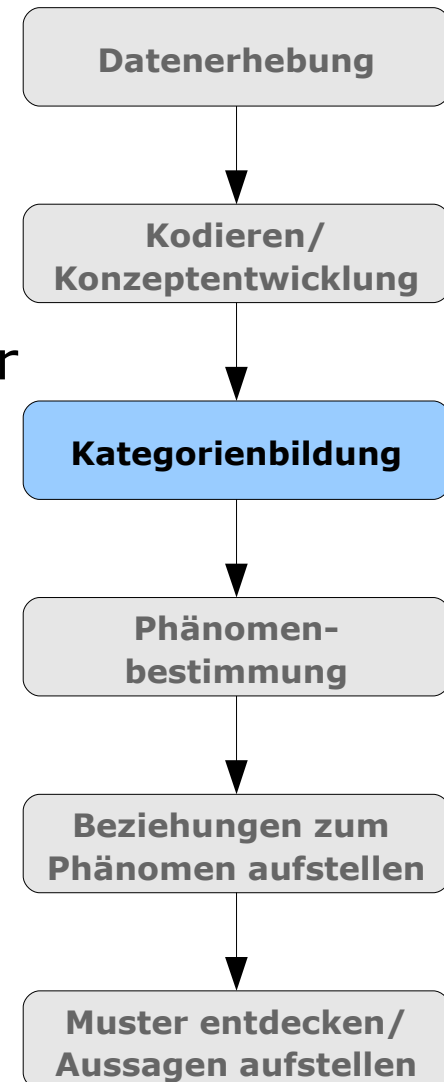 Datenerhebung
Kodieren/
Konzeptentwicklung
r
Kategorienbildung
Phänomen-
bestimmung
Beziehungen zum
Phänomen aufstellen
Muster entdecken/
Aussagen aufstellen